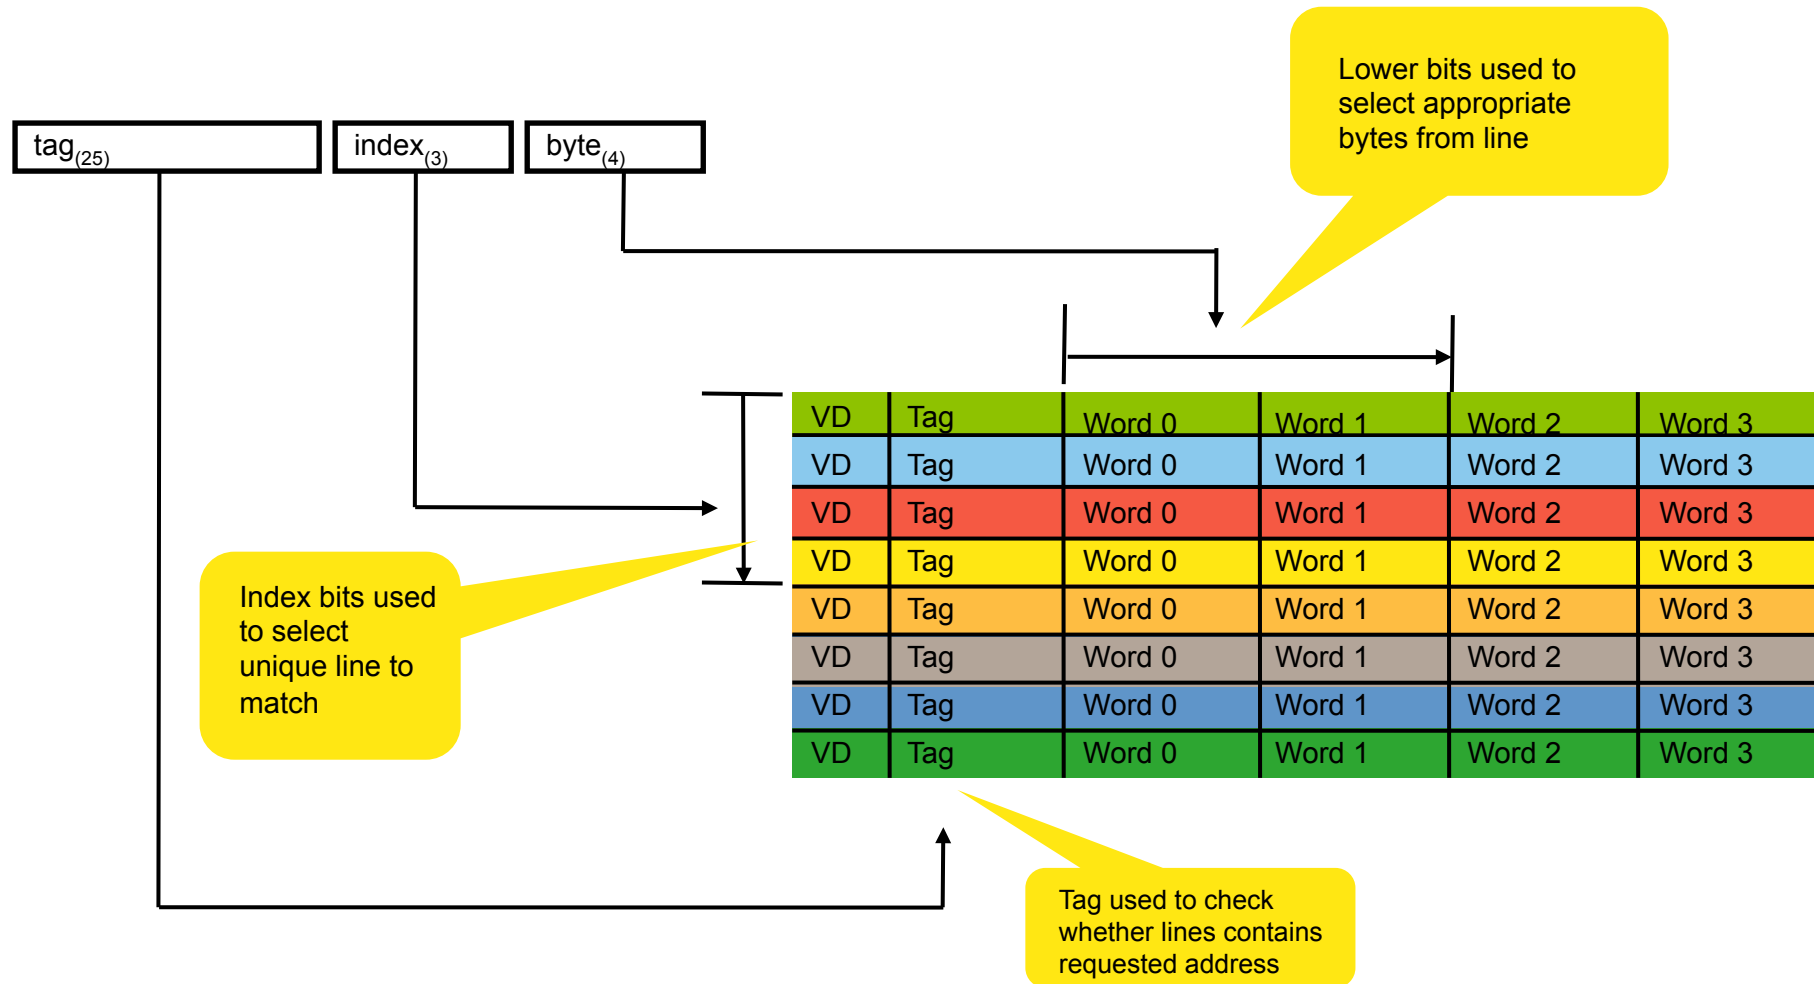 Lower bits used to
select appropriate
bytes from line
tag(25) index(3) byte(4)
VD Tag Word 0 Word 1 Word 2 Word 3
VD Tag Word 0 Word 1 Word 2 Word 3
VD Tag Word 0 Word 1 Word 2 Word 3
VD Tag Word 0 Word 1 Word 2 Word 3
VD Tag Word 0 Word 1 Word 2 Word 3
VD Tag Word 0 Word 1 Word 2 Word 3
VD Tag Word 0 Word 1 Word 2 Word 3
VD Tag Word 0 Word 1 Word 2 Word 3
Index bits used
to select
unique line to
match
Tag used to check
whether lines contains
requested address